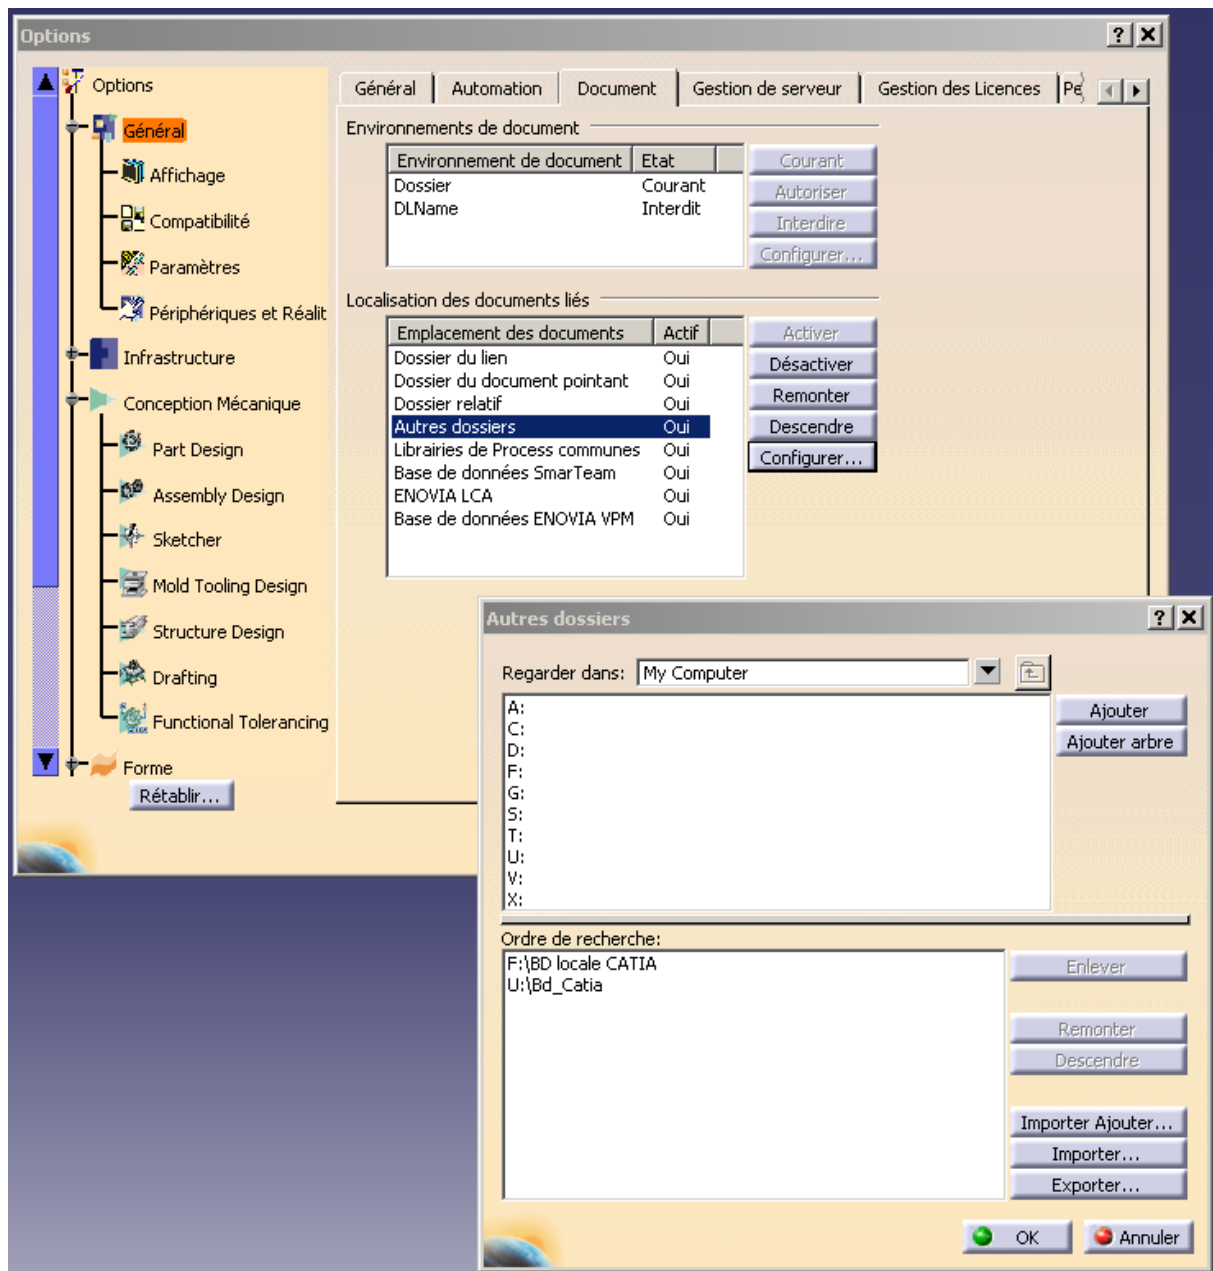 Options
Options
Général
Affichage
Compatibilité
Paramètres
Périphériques et Réalit
Infrastructure
Conception Mécanique
Part Design
Assembly Design
Sketcher
Mold Tooling Design
Structure Design
Drafting
Functional Tolerancing
Forme
Rétablir...
Général Automation Document Gestion de serveur Gestion des Licences Pe
Environnements de document
Environnement de document Etat
Dossier Courant
DLName Interdit
Courant
Autoriser
Interdire
Configurer...
Localisation des documents liés
Emplacement des documents Actif
Dossier du lien Oui
Dossier du document pointant Oui
Dossier relatif Oui
Autres dossiers Oui
Librairies de Process communes Oui
Base de données SmarTeam Oui
ENOVIA LCA Oui
Base de données ENOVIA VPM Oui
Activer
Désactiver
Remonter
Descendre
Configurer...
Autres dossiers
Regarder dans: My Computer
A:
C:
D:
F:
G:
S:
T:
U:
V:
X:
Ajouter
Ajouter arbre
Ordre de recherche:
F:\BD locale CATIA
U:\Bd_Catia
Enlever
Remonter
Descendre
Importer Ajouter...
Importer...
Exporter...
OK Annuler